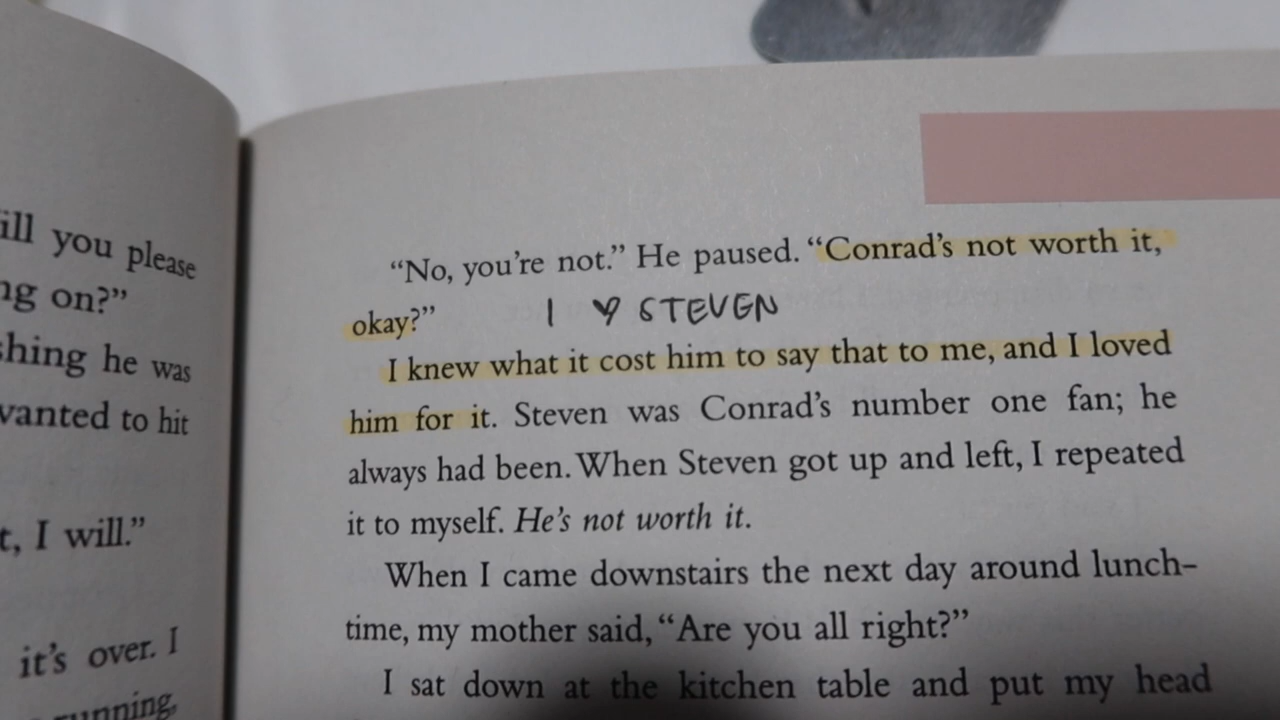 ill you please
ng on?”
shing he was
wanted to hit
t, I will.”
it’s over. I
running,
“No, you’re not.” He paused. “Conrad’s not worth it,
okay?” I ♥ STEVEN
I knew what it cost him to say that to me, and I loved
him for it. Steven was Conrad’s number one fan; he
always had been. When Steven got up and left, I repeated
it to myself. He’s not worth it.
When I came downstairs the next day around lunch-
time, my mother said, “Are you all right?”
I sat down at the kitchen table and put my head